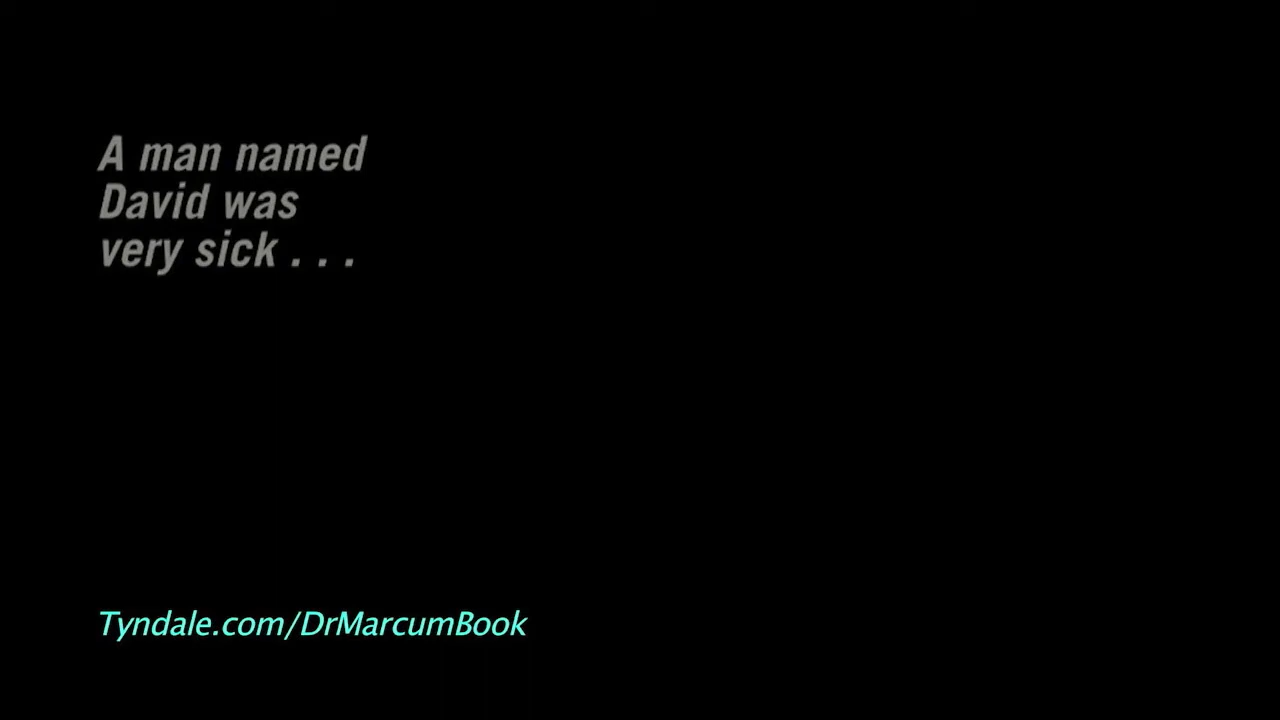 A man named
David was
very sick . . .
Tyndale.com/DrMarcumBook